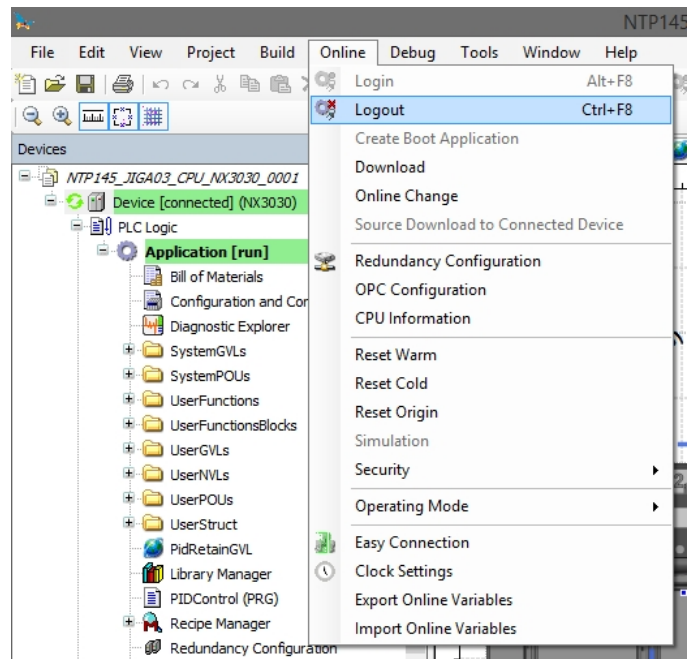 NTP145
File Edit View Project Build Online Debug Tools Window Help
Login Alt+F8
Logout Ctrl+F8
Create Boot Application
Download
Online Change
Source Download to Connected Device
Redundancy Configuration
OPC Configuration
CPU Information
Reset Warm
Reset Cold
Reset Origin
Simulation
Security
Operating Mode
Easy Connection
Clock Settings
Export Online Variables
Import Online Variables
Devices
NTP145_JIGA03_CPU_NX3030_0001
Device [connected] (NX3030)
PLC Logic
Application [run]
Bill of Materials
Configuration and Con
Diagnostic Explorer
SystemGVLs
SystemPOUs
UserFunctions
UserFunctionsBlocks
UserGVLs
UserNVLs
UserPOUs
UserStruct
PidRetainGVL
Library Manager
PIDControl (PRG)
Recipe Manager
Redundancy Configuration